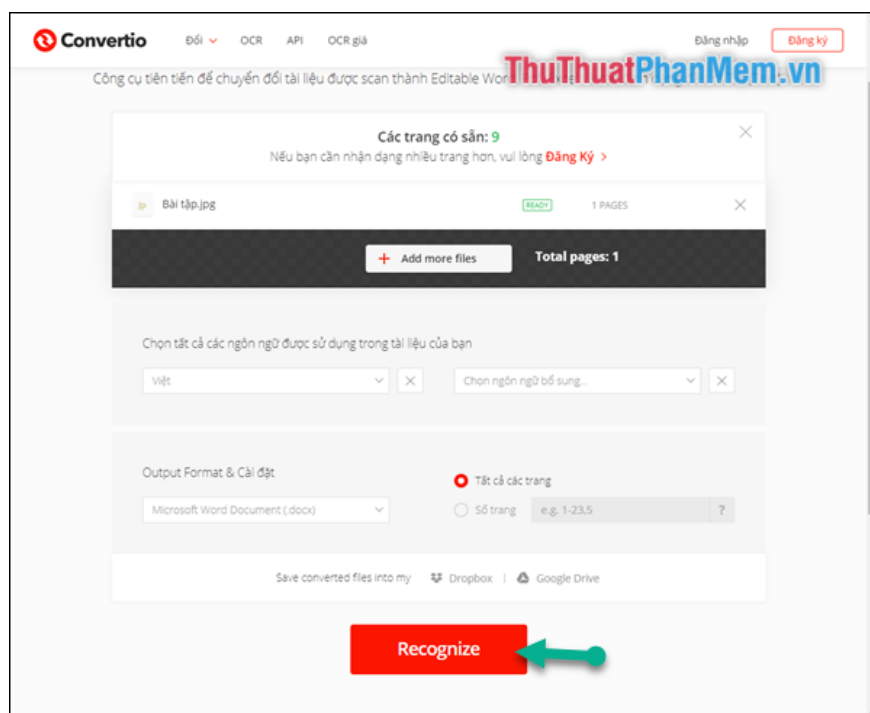 Convertio Đổi OCR API OCR giá Đăng nhập Đăng ký
ThuThuatPhanMem.vn
Công cụ tiên tiến để chuyển đổi tài liệu được scan thành Editable Wor
Các trang có sẵn: 9
Nếu bạn cần nhận dạng nhiều trang hơn, vui lòng Đăng Ký >
Bài tập.jpg READY 1 PAGES
+ Add more files Total pages: 1
Chọn tất cả các ngôn ngữ được sử dụng trong tài liệu của bạn
Việt Chọn ngôn ngữ bổ sung...
Output Format & Cài đặt
Tất cả các trang
Microsoft Word Document (.docx) Số trang e.g. 1-23,5 ?
Save converted files into my Dropbox | Google Drive
Recognize